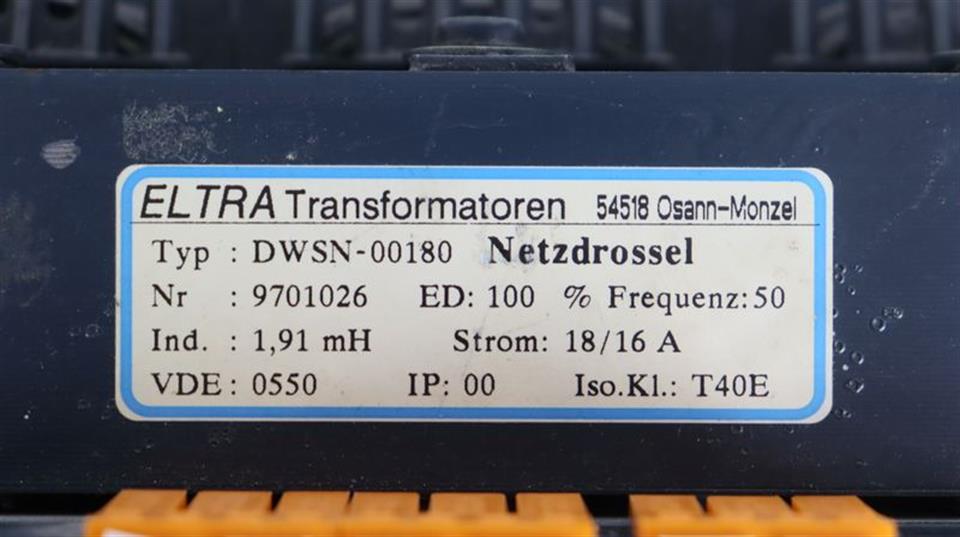 ELTRA Transformatoren 54518 Osann-Monzel
Typ : DWSN-00180 Netzdrossel
Nr : 9701026 ED: 100 % Frequenz: 50
Ind. : 1,91 mH Strom: 18/16 A
VDE : 0550 IP: 00 Iso.Kl.: T40E